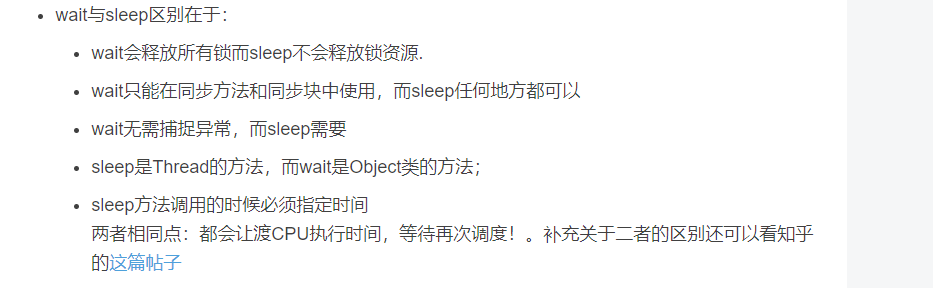 wait与sleep区别在于：
wait会释放所有锁而sleep不会释放锁资源.
wait只能在同步方法和同步块中使用，而sleep任何地方都可以
wait无需捕捉异常，而sleep需要
sleep是Thread的方法，而wait是Object类的方法；
sleep方法调用的时候必须指定时间
两者相同点：都会让渡CPU执行时间，等待再次调度！。补充关于二者的区别还可以看知乎
的这篇帖子